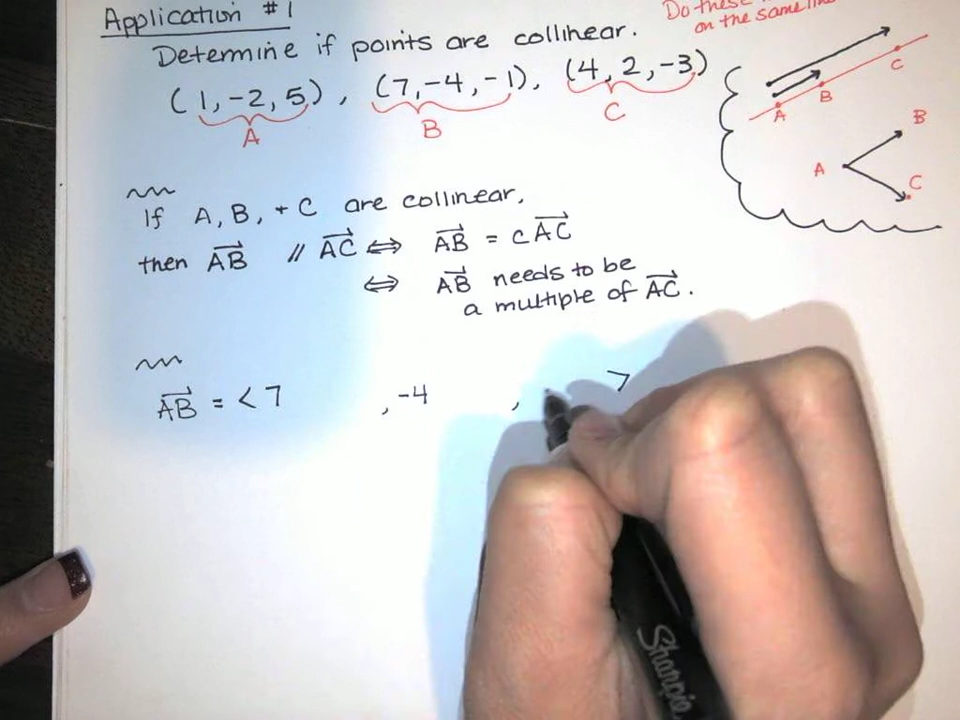 Application #1
Do these
on the same
Determine if points are collinear.
(1,-2,5), (7,-4,-1), (4,2,-3)
A B C
A B C
A B C
If A, B, + C are collinear,
then AB // AC ⇔ AB = cAC
⇔ AB needs to be
a multiple of AC.
AB = <7 , -4 , >
Sharpie